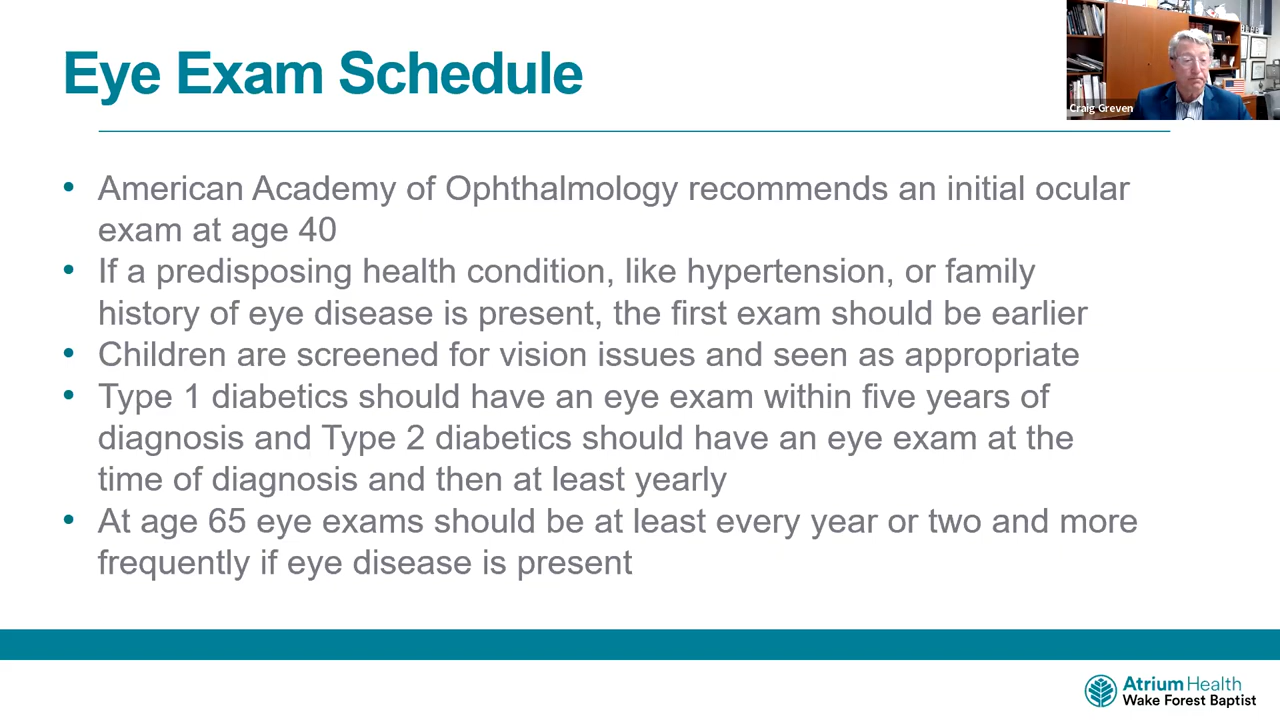 Eye Exam Schedule
Craig Greven
• American Academy of Ophthalmology recommends an initial ocular
exam at age 40
• If a predisposing health condition, like hypertension, or family
history of eye disease is present, the first exam should be earlier
• Children are screened for vision issues and seen as appropriate
• Type 1 diabetics should have an eye exam within five years of
diagnosis and Type 2 diabetics should have an eye exam at the
time of diagnosis and then at least yearly
• At age 65 eye exams should be at least every year or two and more
frequently if eye disease is present
Atrium Health
Wake Forest Baptist